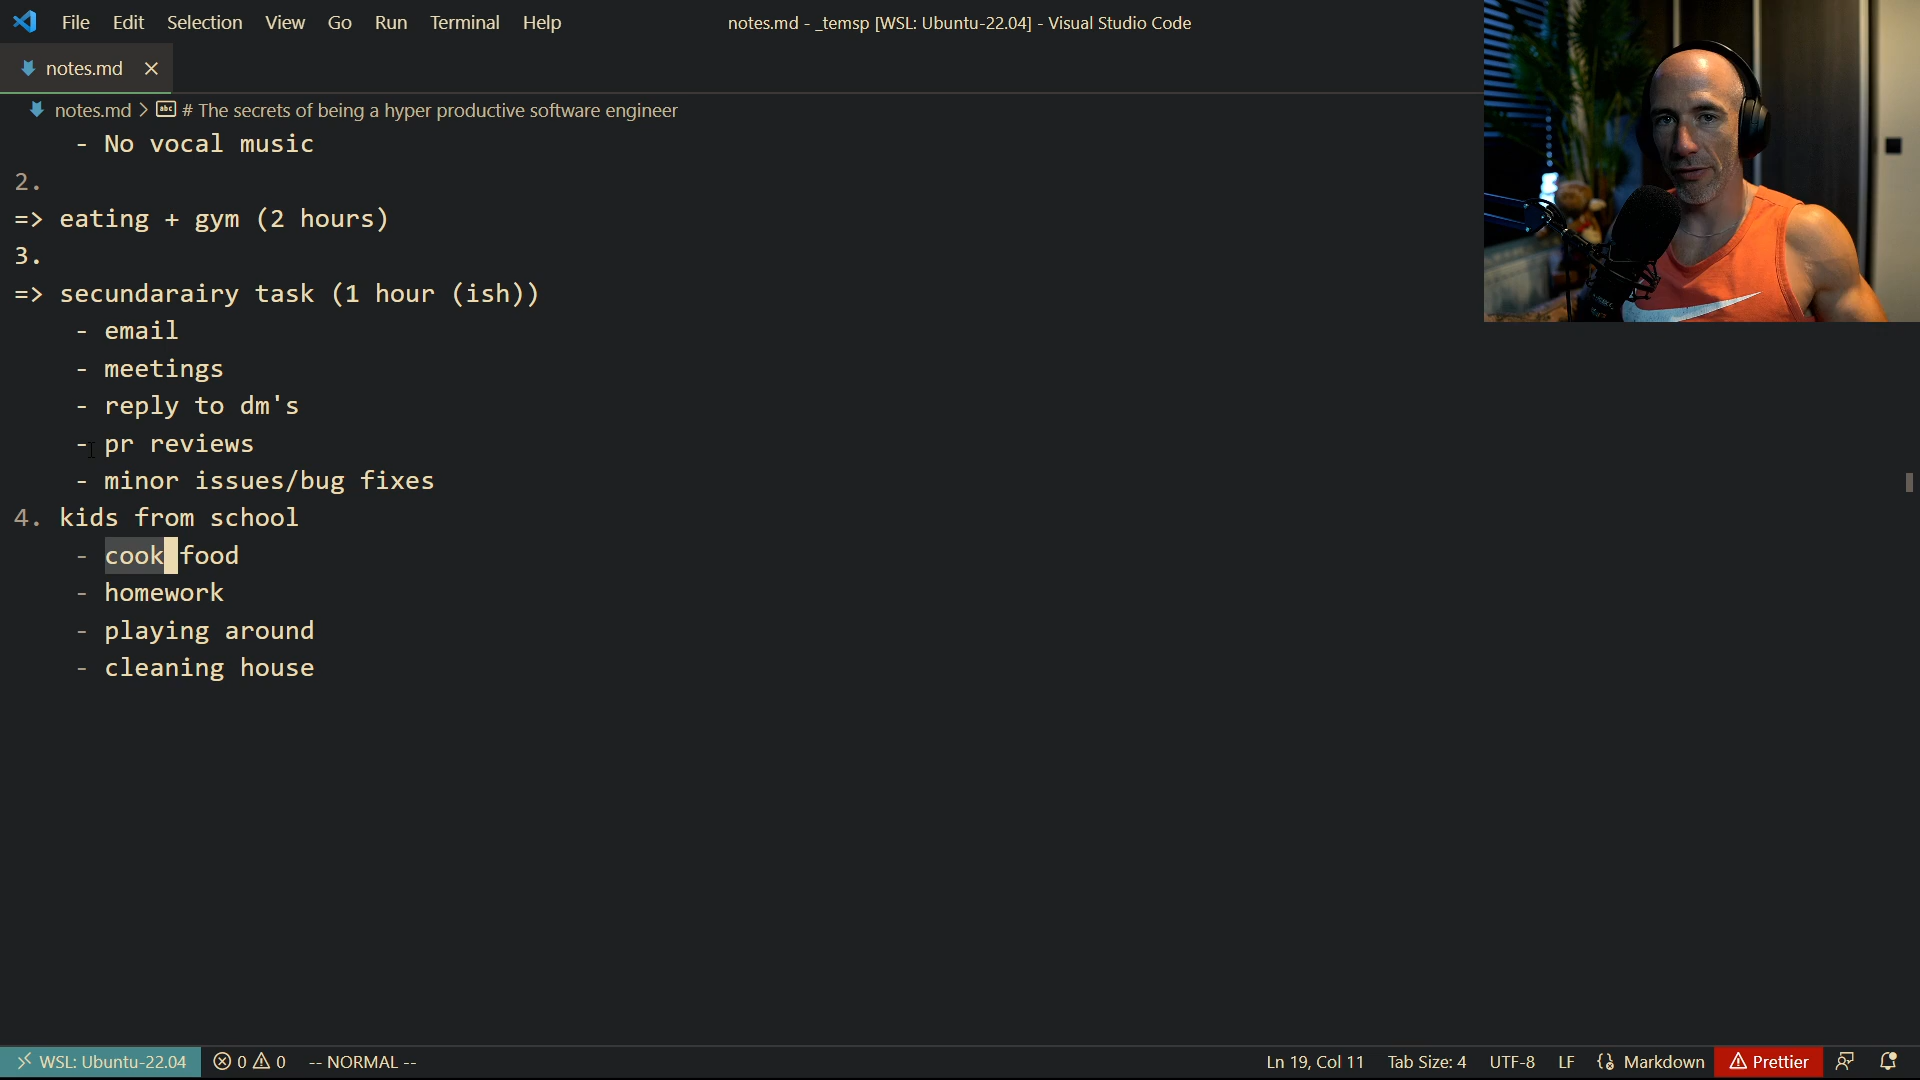 File Edit Selection View Go Run Terminal Help
notes.md - _temsp [WSL: Ubuntu-22.04] - Visual Studio Code
notes.md
notes.md > # The secrets of being a hyper productive software engineer
- No vocal music
2.
=> eating + gym (2 hours)
3.
=> secundarairy task (1 hour (ish))
- email
- meetings
- reply to dm's
- pr reviews
- minor issues/bug fixes
4. kids from school
- cook food
- homework
- playing around
- cleaning house
WSL: Ubuntu-22.04 0 0 -- NORMAL -- Ln 19, Col 11 Tab Size: 4 UTF-8 LF Markdown Prettier